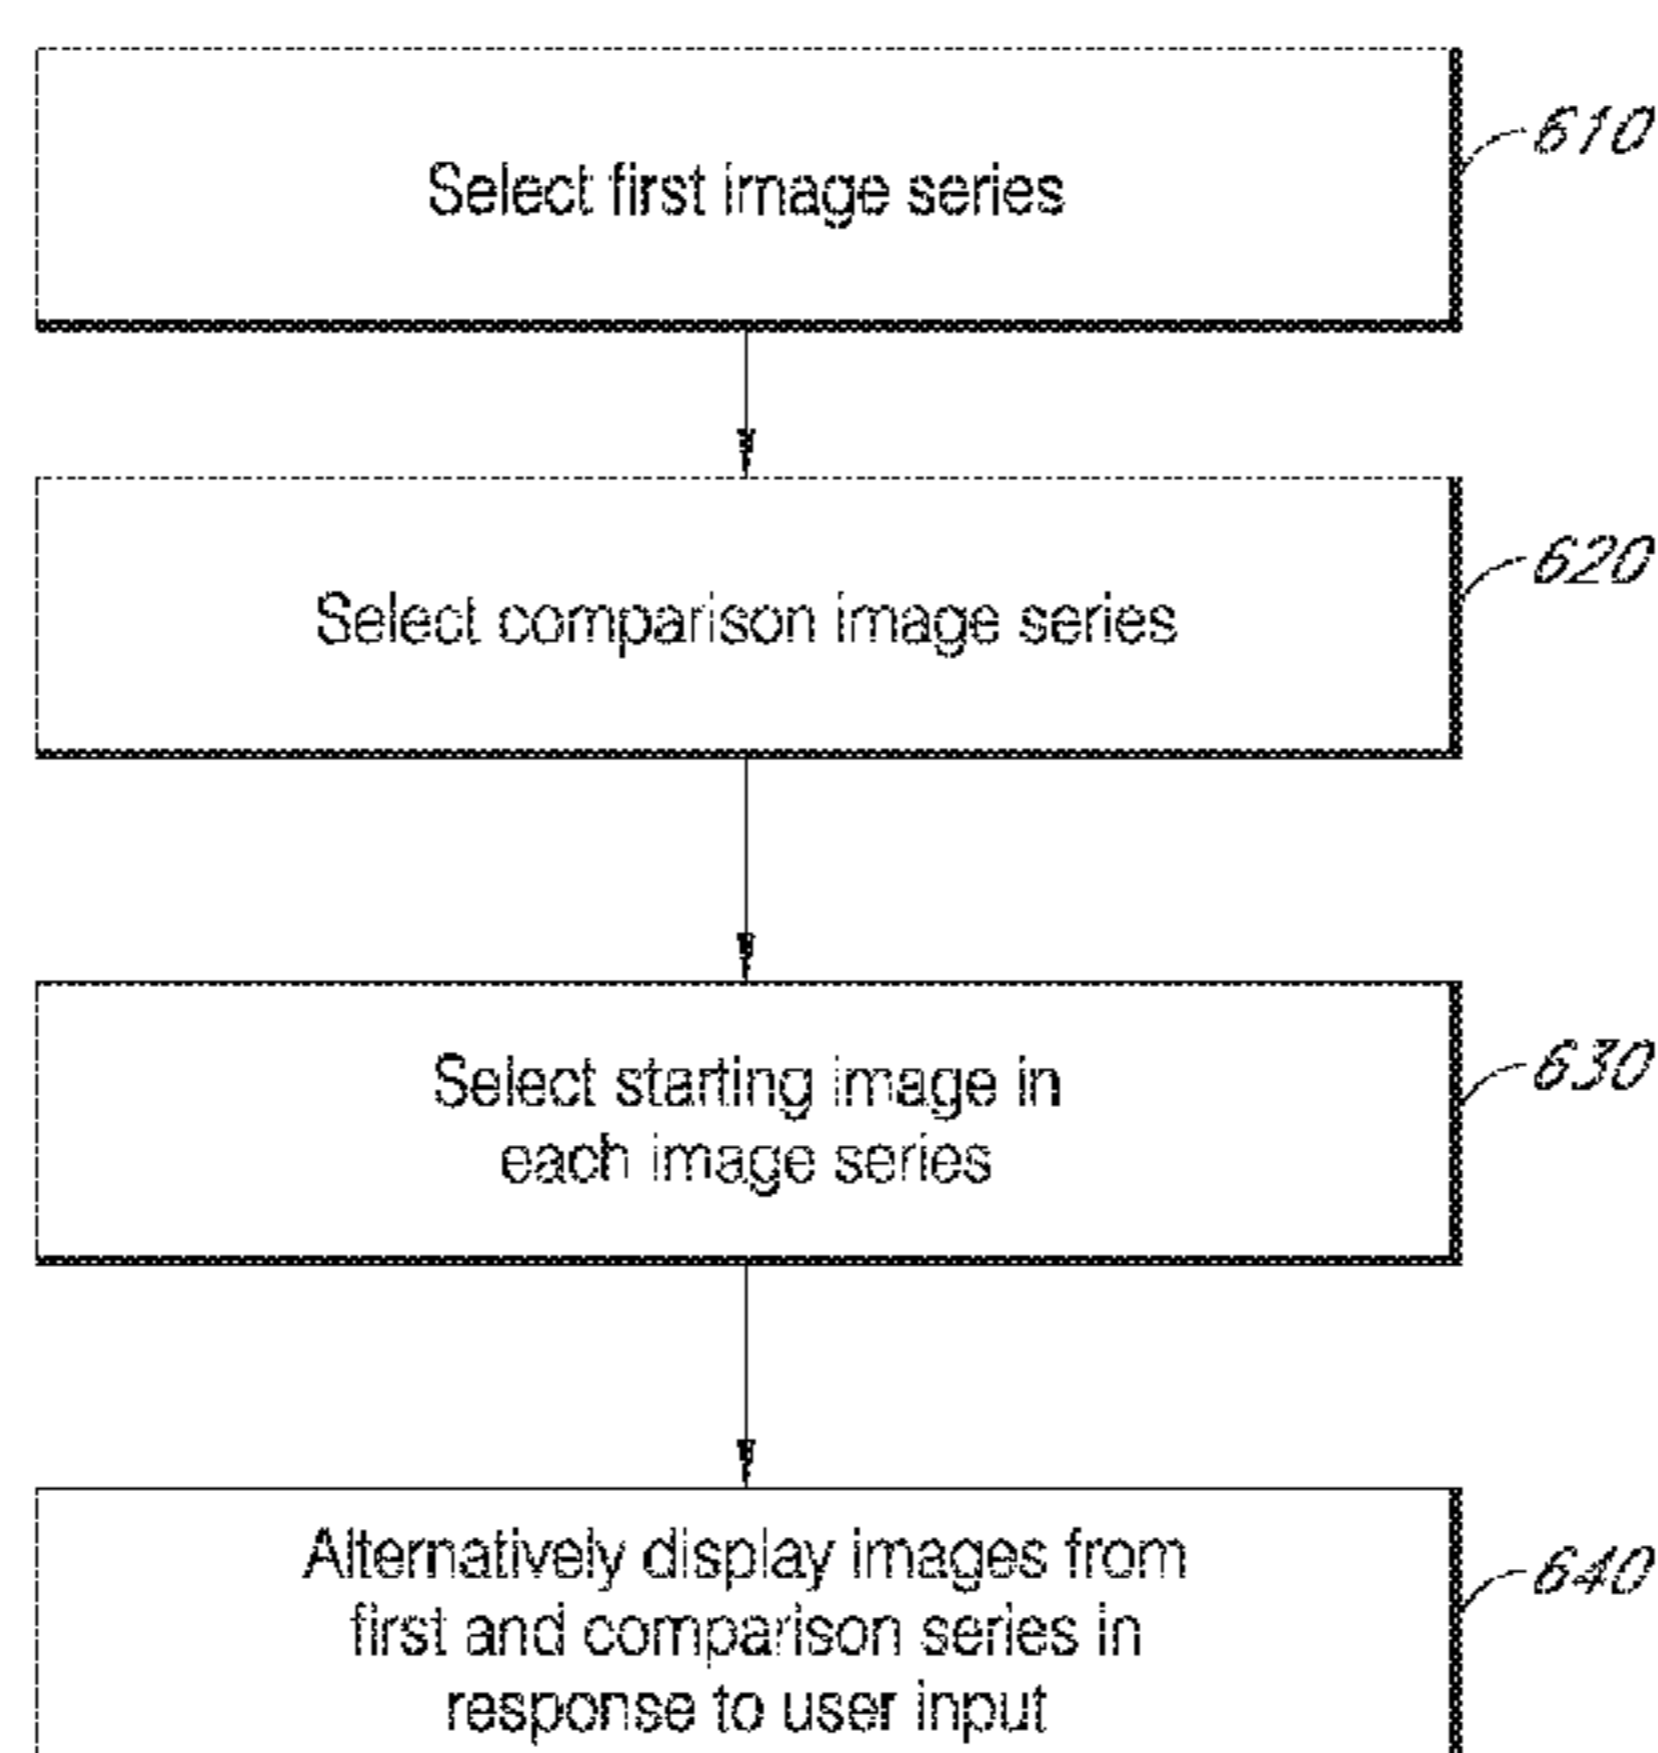 Select first image series
610
Select comparison image series
620
Select starting image in
each image series
630
Alternatively display images from
first and comparison series in
response to user input
640